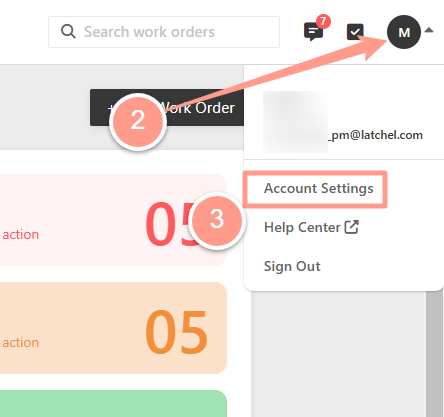 Search work orders
7
M
+ Work Order
2
_pm@latchel.com
Account Settings
3
05
action
Help Center
Sign Out
05
action